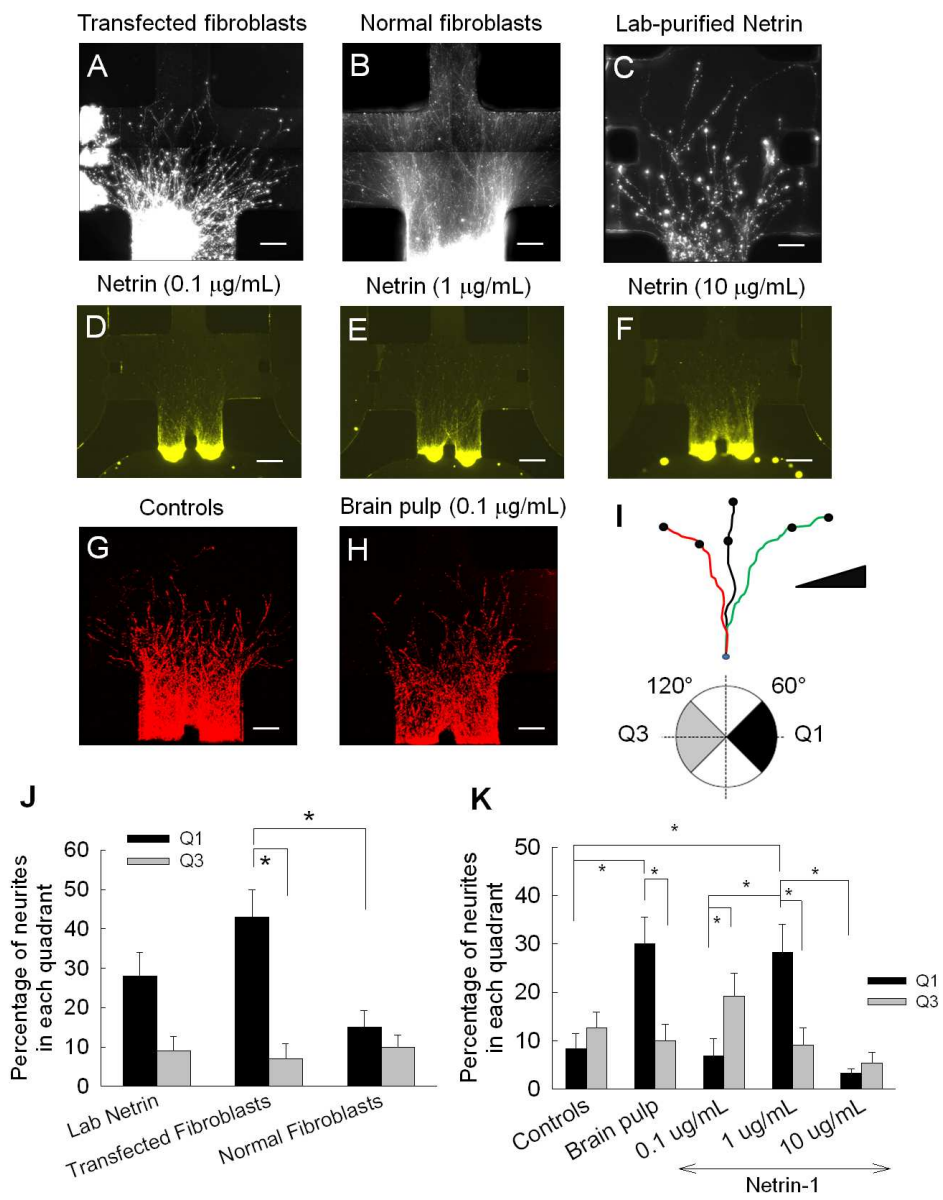 Transfected fibroblasts
Normal fibroblasts
Lab-purified Netrin
A
B
C
Netrin (0.1 μg/mL)
Netrin (1 μg/mL)
Netrin (10 μg/mL)
D
E
F
Controls
Brain pulp (0.1 μg/mL)
G
H
I
120°
60°
Q3
Q1
J
Percentage of neurites
in each quadrant
60
50
40
30
20
10
0
Q1
Q3
*
*
Lab Netrin
Transfected Fibroblasts
Normal Fibroblasts
K
Percentage of neurites
in each quadrant
50
40
30
20
10
0
*
*
*
*
*
*
*
Q1
Q3
Controls
Brain pulp
0.1 ug/mL
1 ug/mL
10 ug/mL
Netrin-1